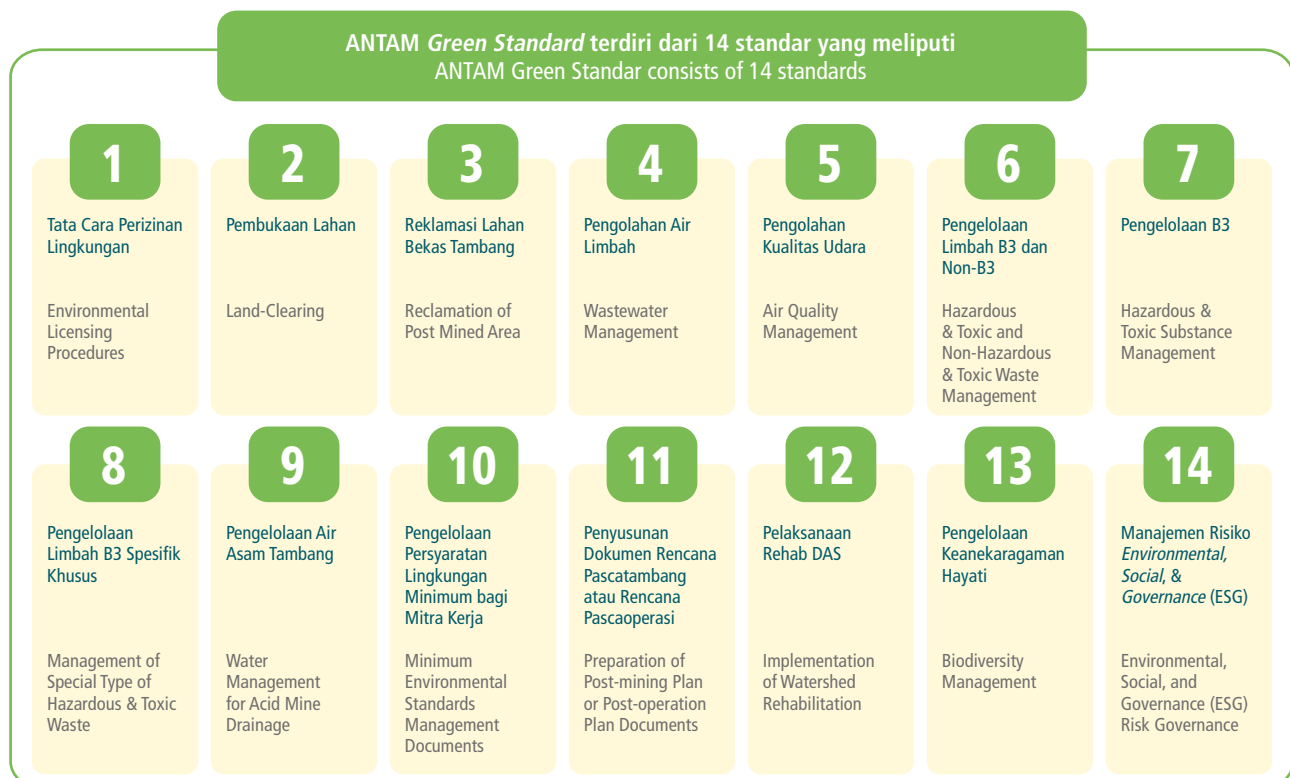 ANTAM Green Standard terdiri dari 14 standar yang meliputi
ANTAM Green Standar consists of 14 standards
1
Tata Cara Perizinan
Lingkungan
Environmental
Licensing
Procedures
2
Pembukaan Lahan
Land-Clearing
3
Reklamasi Lahan
Bekas Tambang
Reclamation of
Post Mined Area
4
Pengolahan Air
Limbah
Wastewater
Management
5
Pengolahan
Kualitas Udara
Air Quality
Management
6
Pengelolaan
Limbah B3 dan
Non-B3
Hazardous
& Toxic and
Non-Hazardous
& Toxic Waste
Management
7
Pengelolaan B3
Hazardous &
Toxic Substance
Management
8
Pengelolaan
Limbah B3 Spesifik
Khusus
Management of
Special Type of
Hazardous & Toxic
Waste
9
Pengelolaan Air
Asam Tambang
Water
Management
for Acid Mine
Drainage
10
Pengelolaan
Persyaratan
Lingkungan
Minimum bagi
Mitra Kerja
Minimum
Environmental
Standards
Management
Documents
11
Penyusunan
Dokumen Rencana
Pascatambang
atau Rencana
Pascaoperasi
Preparation of
Post-mining Plan
or Post-operation
Plan Documents
12
Pelaksanaan
Rehab DAS
Implementation
of Watershed
Rehabilitation
13
Pengelolaan
Keanekaragaman
Hayati
Biodiversity
Management
14
Manajemen Risiko
Environmental,
Social, &
Governance (ESG)
Environmental,
Social, and
Governance (ESG)
Risk Governance